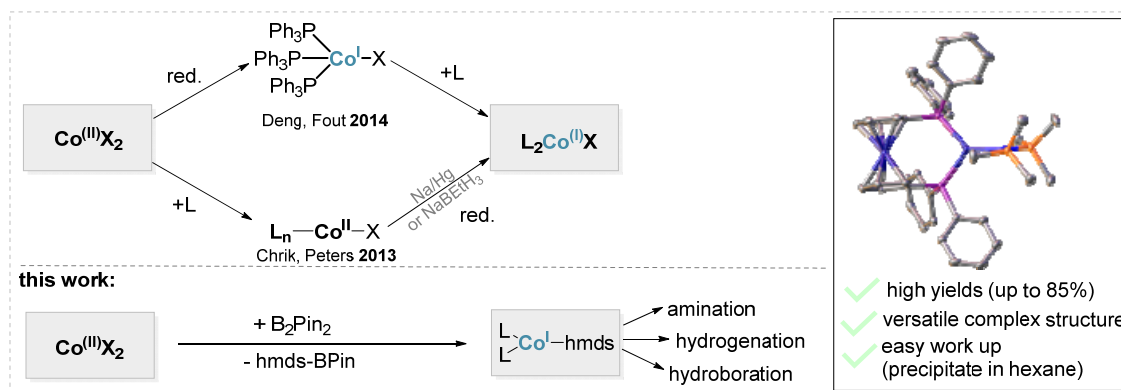 Ph₃P
Ph₃P
Ph₃P
Co^I–X
red.
+L
Deng, Fout 2014
Co^(II)X₂
L₂Co^(I)X
+L
Na/Hg
or NaBEtH₃
red.
Lₙ—Co^II–X
Chrik, Peters 2013
this work:
Co^(II)X₂
+ B₂Pin₂
- hmds-BPin
L
L
Co^I—hmds
amination
hydrogenation
hydroboration
high yields (up to 85%)
versatile complex structure
easy work up
(precipitate in hexane)